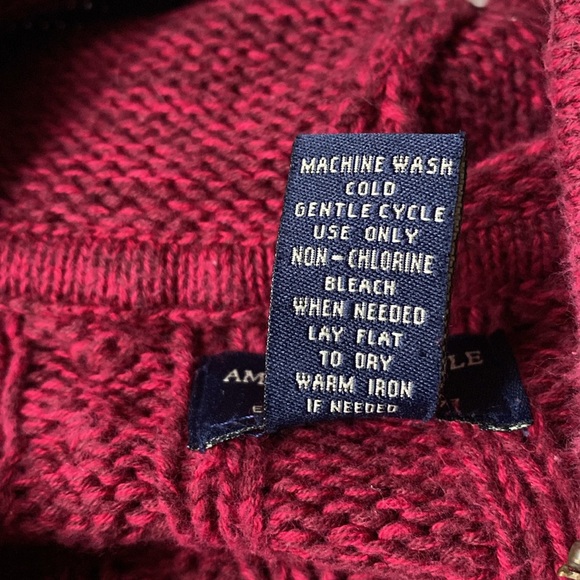 MACHINE WASH
COLD
GENTLE CYCLE
USE ONLY
NON-CHLORINE
BLEACH
WHEN NEEDED
LAY FLAT
TO DRY
WARM IRON
IF NEEDED